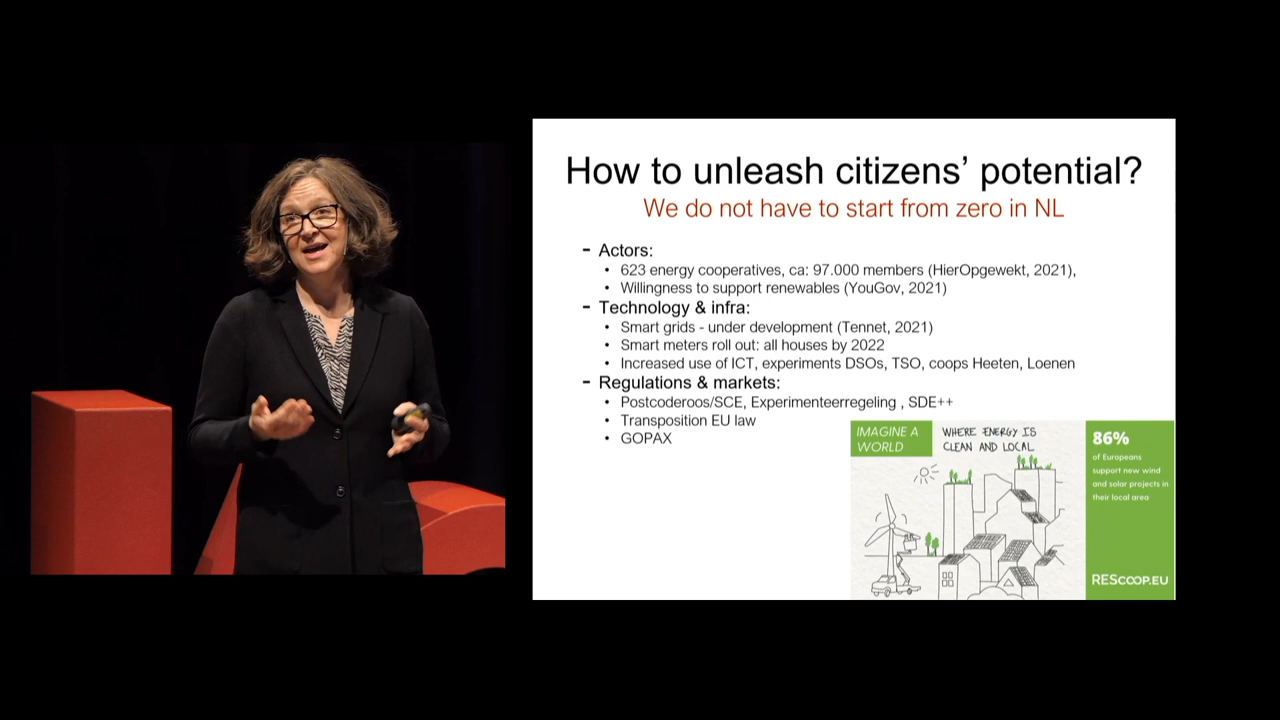 How to unleash citizens’ potential?
We do not have to start from zero in NL
- Actors:
• 623 energy cooperatives, ca: 97.000 members (HierOpgewekt, 2021),
• Willingness to support renewables (YouGov, 2021)
- Technology & infra:
• Smart grids - under development (Tennet, 2021)
• Smart meters roll out: all houses by 2022
• Increased use of ICT, experiments DSOs, TSO, coops Heeten, Loenen
- Regulations & markets:
• Postcoderoos/SCE, Experimenteerregeling , SDE++
• Transposition EU law
• GOPAX
IMAGINE A
WORLD
WHERE ENERGY IS
CLEAN AND LOCAL
86%
of Europeans
support new wind
and solar projects in
their local area
REScoop.eu